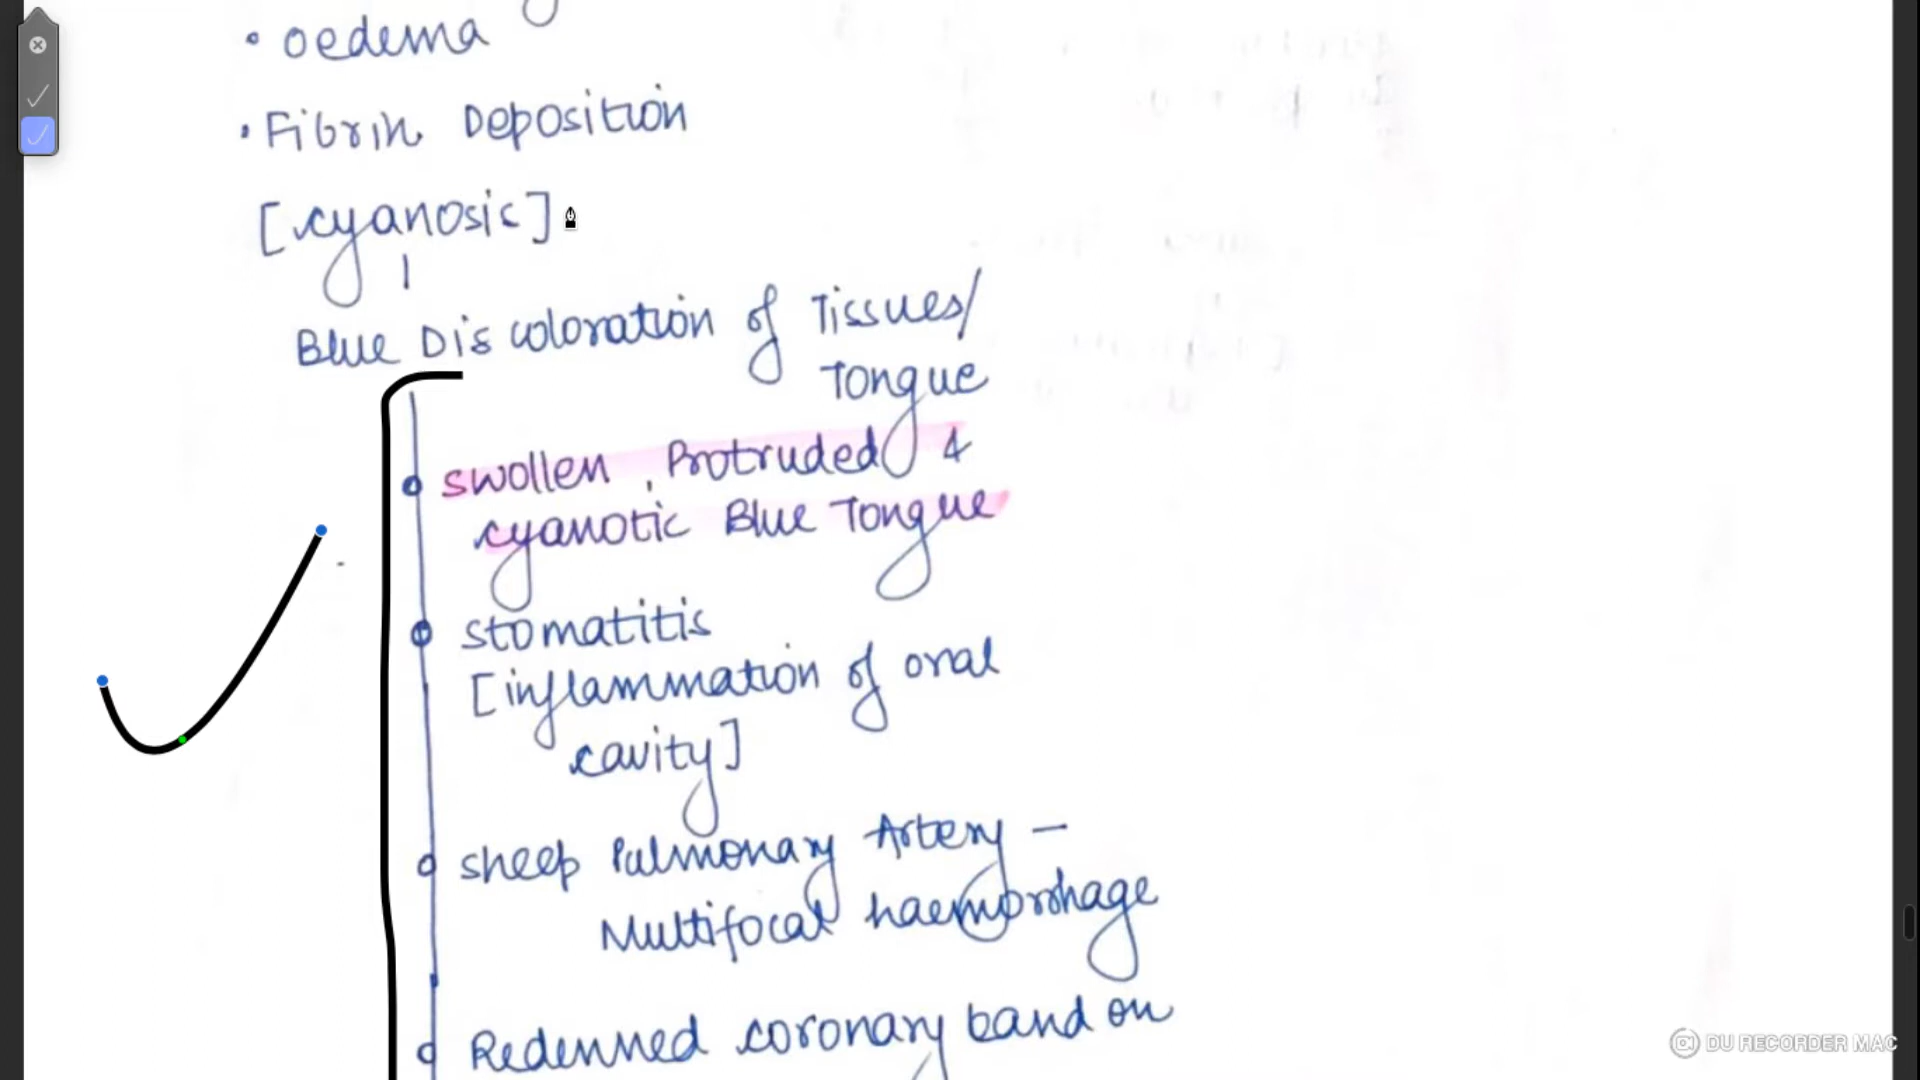 • oedema
• Fibrin Deposition
[cyanosis]
Blue Discoloration of Tissues/
Tongue
swollen, Protruded &
cyanotic Blue Tongue
stomatitis
[inflammation of oral
cavity]
sheep Pulmonary Artery –
Multifocal haemorrhage
Redenned coronary band on
DU RECORDER MAC